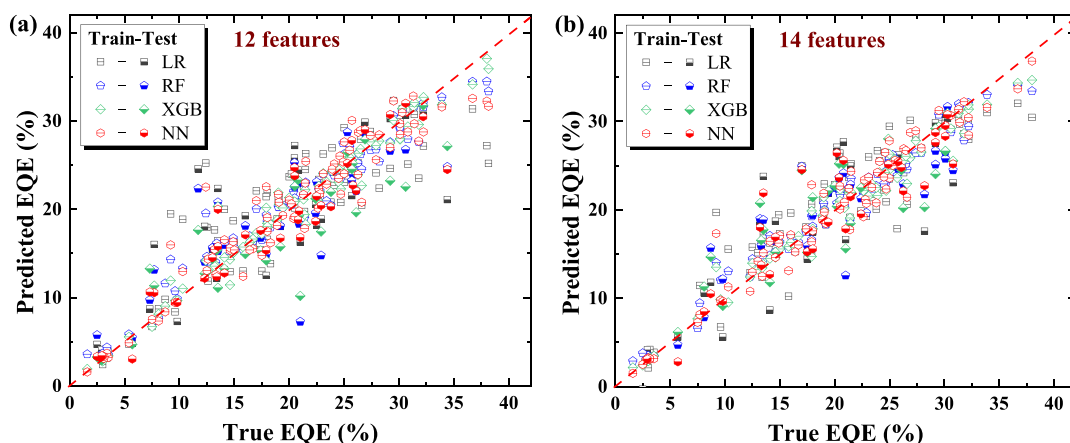 (a)
12 features
Train-Test
LR
RF
XGB
NN
40
30
20
10
0
Predicted EQE (%)
0 5 10 15 20 25 30 35 40
True EQE (%)
(b)
14 features
Train-Test
LR
RF
XGB
NN
40
30
20
10
0
Predicted EQE (%)
0 5 10 15 20 25 30 35 40
True EQE (%)